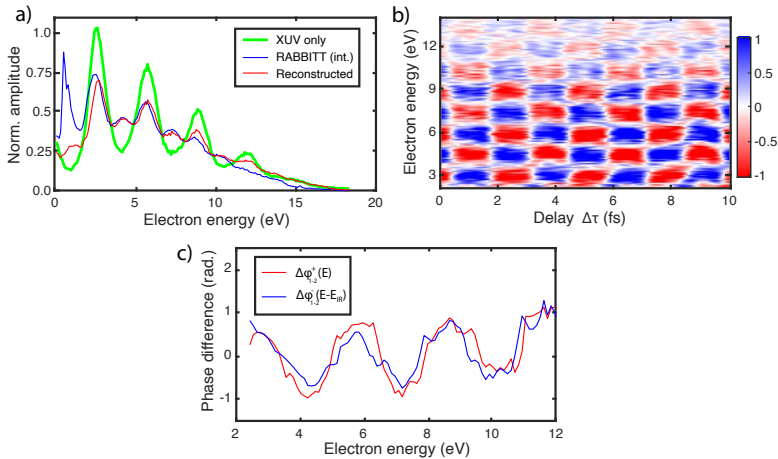 a)
Norm. amplitude
1.0
0.75
0.50
0.25
0.0
XUV only
RABBITT (int.)
Reconstructed
0 5 10 15 20
Electron energy (eV)
b)
Electron energy (eV)
12
9
6
3
0 2 4 6 8 10
Delay Δτ (fs)
1
0.5
0
-0.5
-1
c)
Phase difference (rad.)
2
1
0
-1
Δφ⁺₁₋₂(E)
Δφ⁻₁₋₂(E-E_IR)
2 4 6 8 10 12
Electron energy (eV)